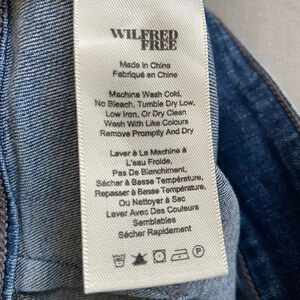 WILFRED
FREE
Made in China
Fabriqué en China
Machine Wash Cold,
No Bleach, Tumble Dry Low,
Low Iron, Or Dry Clean
Wash With Like Colours
Remove Promptly And Dry
Laver À La Machine À
L'eau Froide,
Pas De Blanchiment,
Sécher À Basse Température,
Repasser À Basse Température,
Ou Nettoyer À Sec
Laver Avec Des Couleurs
Semblables
Sécher Rapidement